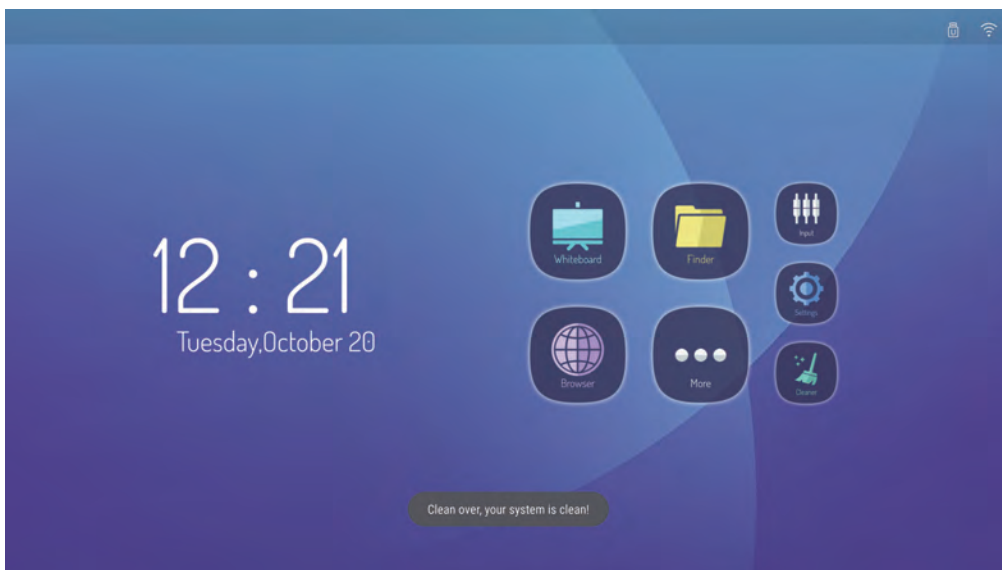 12 : 21
Tuesday,October 20
Whiteboard
Finder
Input
Settings
Browser
More
Cleaner
Clean over, your system is clean!